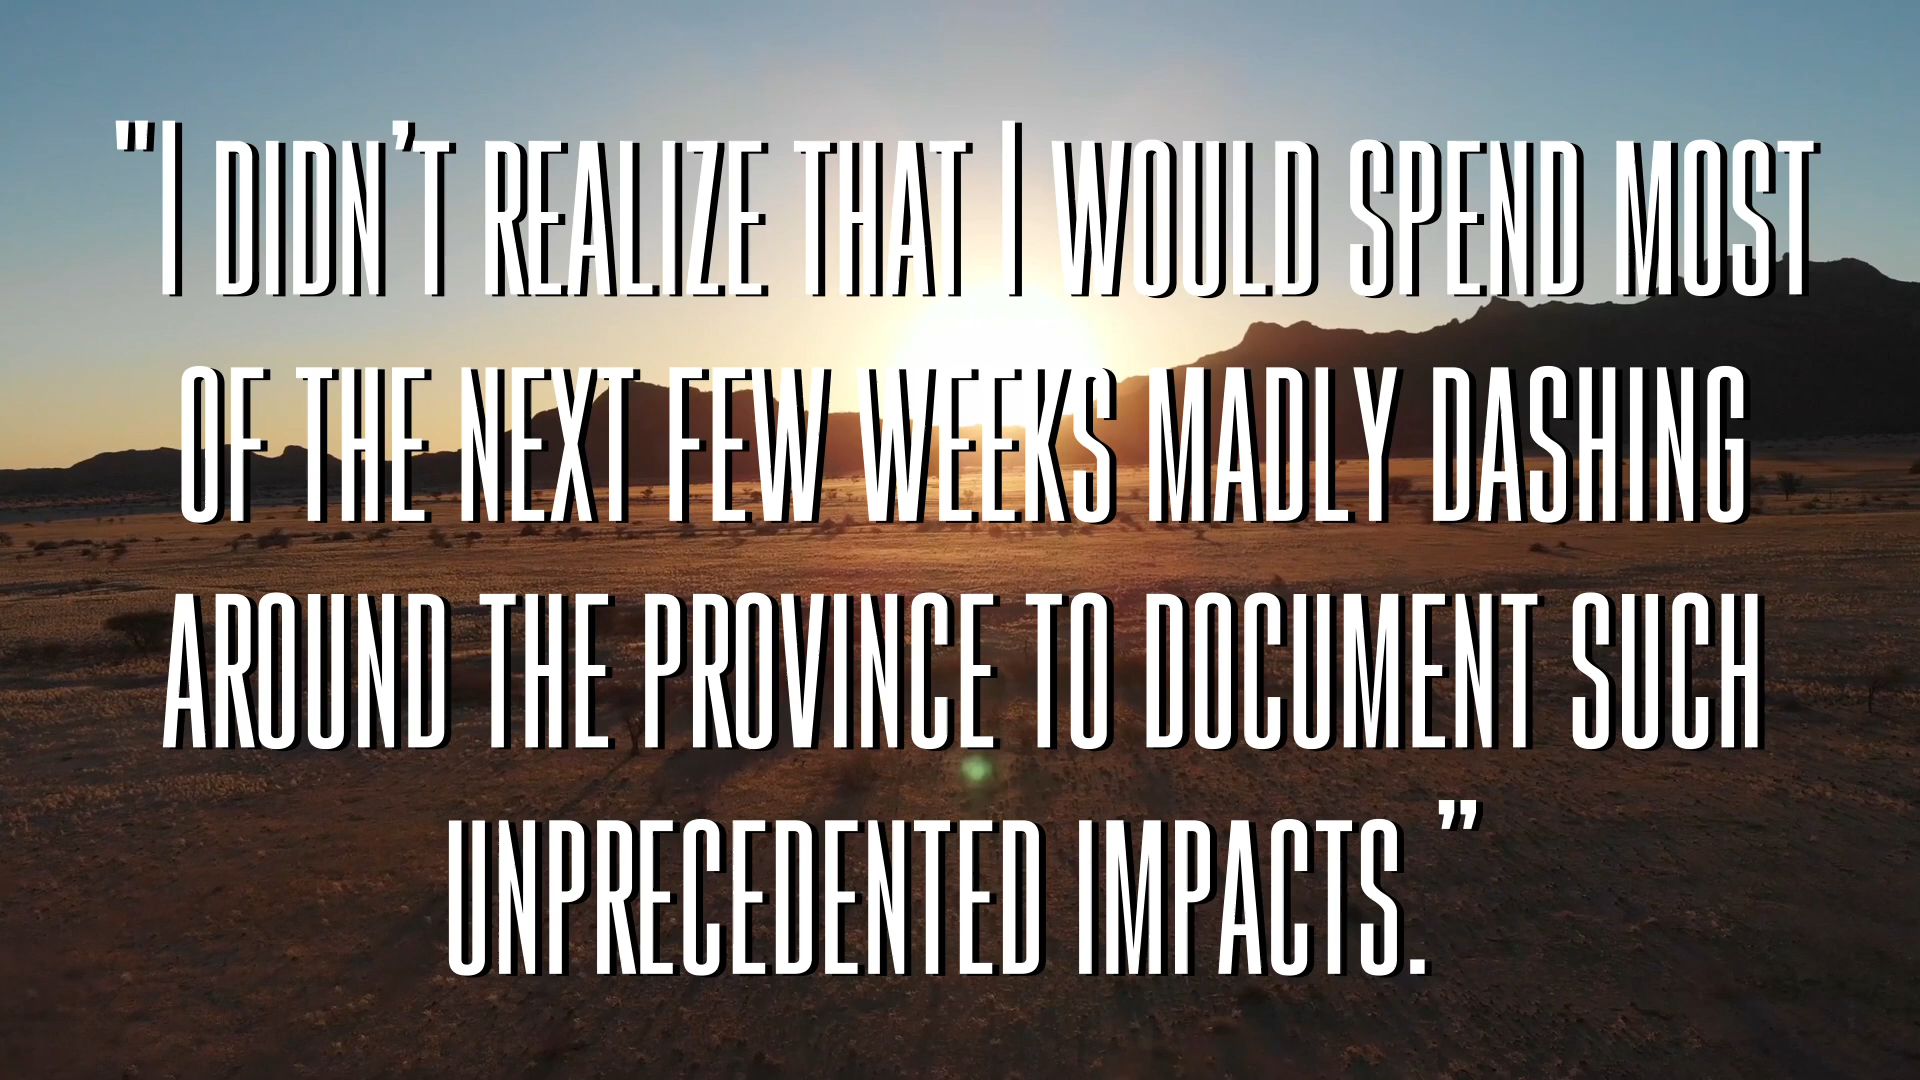 "I didn’t realize that I would spend most
of the next few weeks madly dashing
around the province to document such
unprecedented impacts.”